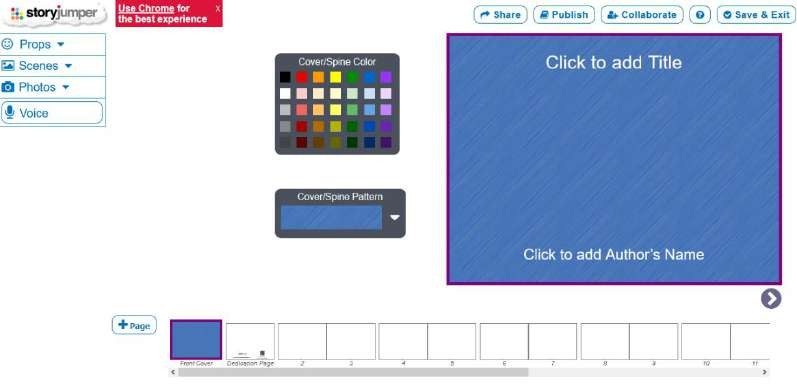 storyjumper
Use Chrome for
the best experience
X
Share
Publish
Collaborate
?
Save & Exit
Props
Scenes
Photos
Voice
Cover/Spine Color
Cover/Spine Pattern
Click to add Title
Click to add Author's Name
+ Page
Front Cover
Dedication Page
2
3
4
5
6
7
8
9
10
11